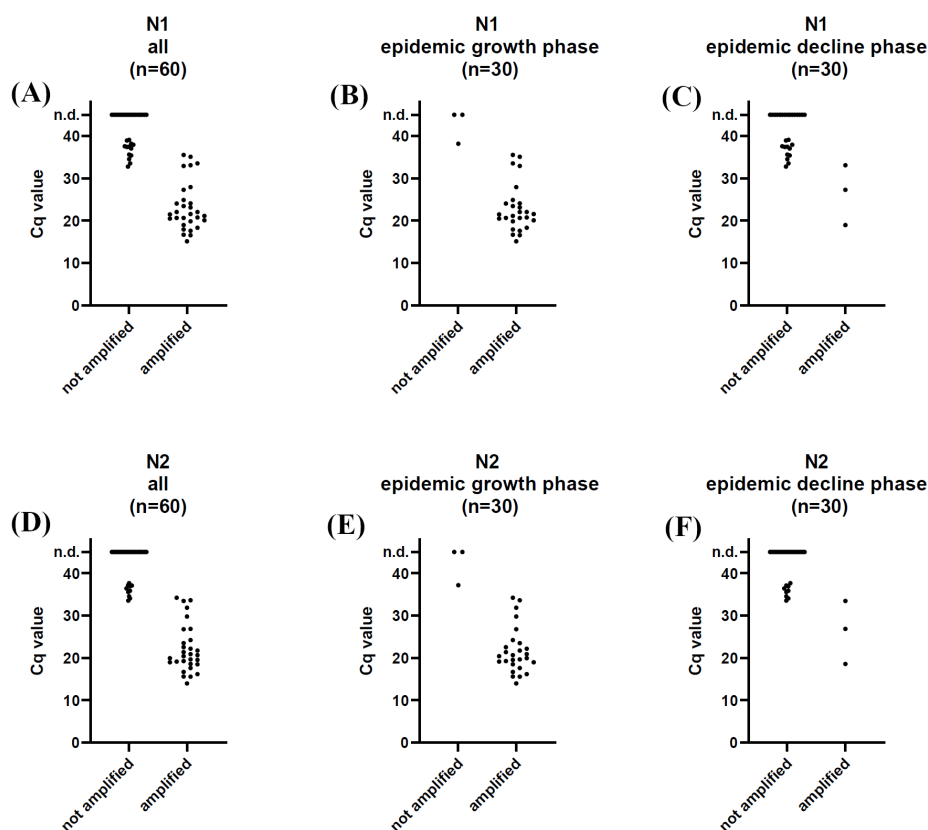 N1
all
(n=60)
(A)
n.d.
40
30
20
10
0
Cq value
not amplified
amplified
N1
epidemic growth phase
(n=30)
(B)
n.d.
40
30
20
10
0
Cq value
not amplified
amplified
N1
epidemic decline phase
(n=30)
(C)
n.d.
40
30
20
10
0
Cq value
not amplified
amplified
N2
all
(n=60)
(D)
n.d.
40
30
20
10
0
Cq value
not amplified
amplified
N2
epidemic growth phase
(n=30)
(E)
n.d.
40
30
20
10
0
Cq value
not amplified
amplified
N2
epidemic decline phase
(n=30)
(F)
n.d.
40
30
20
10
0
Cq value
not amplified
amplified